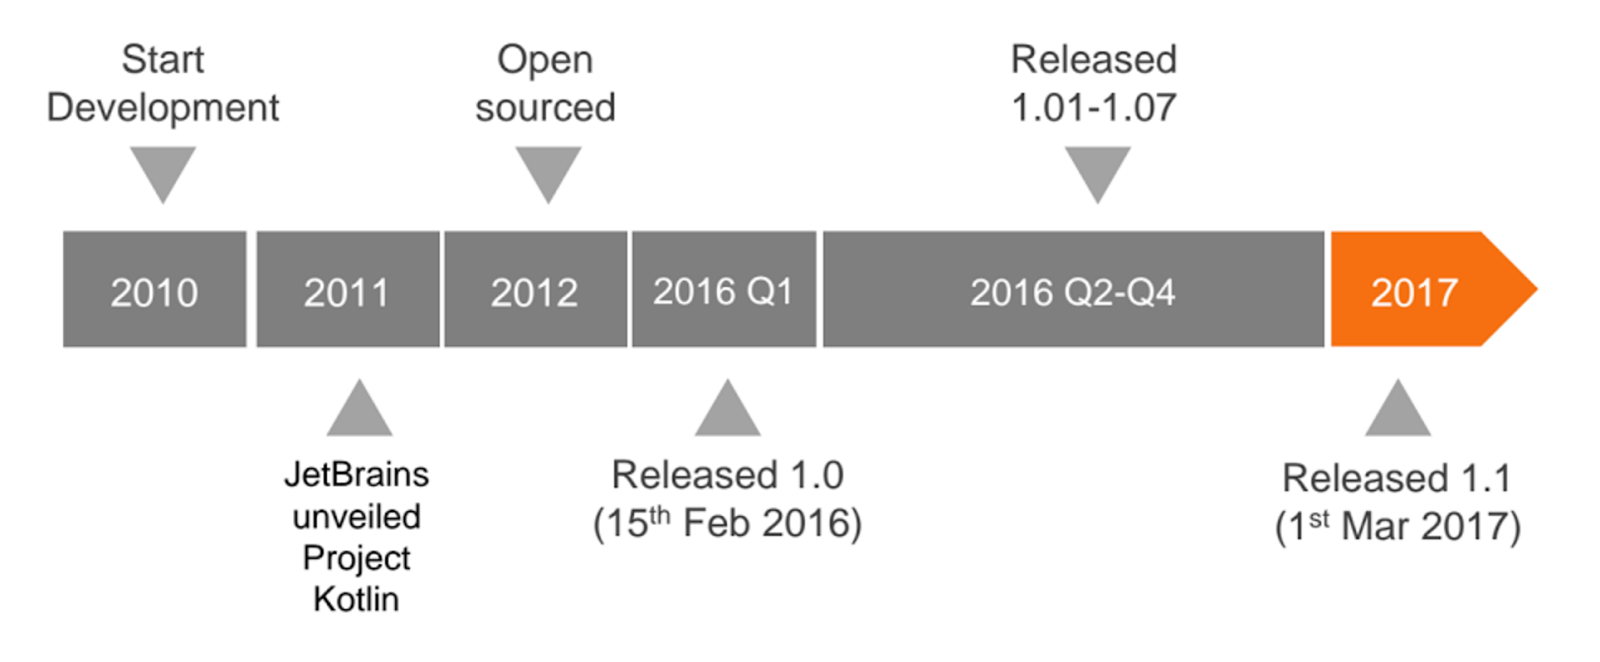 Start
Development
Open
sourced
Released
1.01-1.07
2010
2011
2012
2016 Q1
2016 Q2-Q4
2017
JetBrains
unveiled
Project
Kotlin
Released 1.0
(15th Feb 2016)
Released 1.1
(1st Mar 2017)